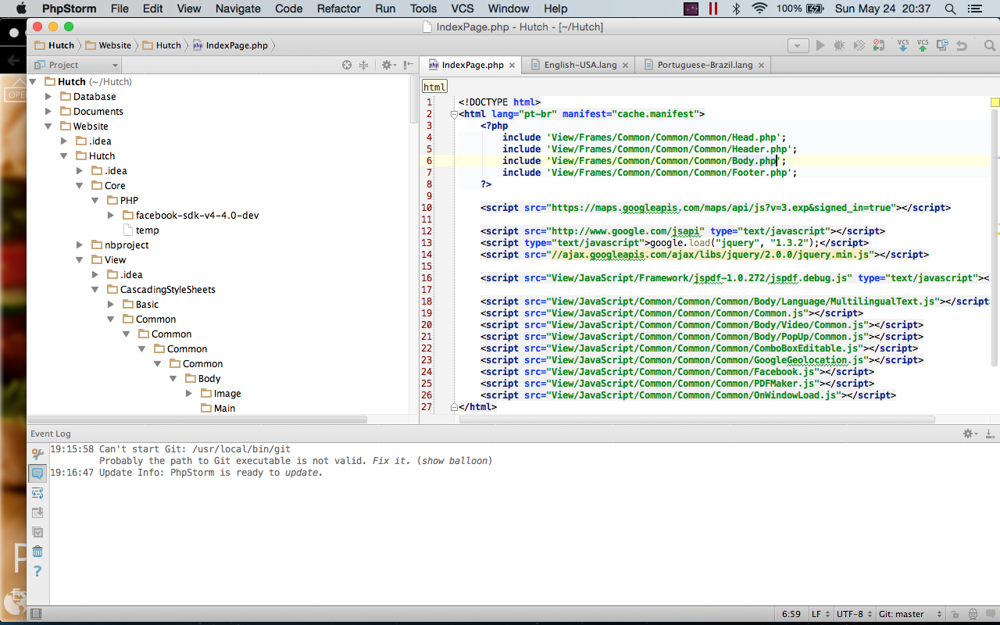 PhpStorm File Edit View Navigate Code Refactor Run Tools VCS Window Help 100% Sun May 24 20:37
IndexPage.php - Hutch - [~/Hutch]
Hutch Website Hutch IndexPage.php VCS VCS
Project IndexPage.php English-USA.lang Portuguese-Brazil.lang
OPE
Hutch (~/Hutch)
Database
Documents
Website
.idea
Hutch
.idea
Core
PHP
facebook-sdk-v4-4.0-dev
temp
nbproject
View
.idea
CascadingStyleSheets
Basic
Common
Common
Common
Common
Body
Image
Main
html
1 <!DOCTYPE html>
2 <html lang="pt-br" manifest="cache.manifest">
3 <?php
4 include 'View/Frames/Common/Common/Common/Head.php';
5 include 'View/Frames/Common/Common/Common/Header.php';
6 include 'View/Frames/Common/Common/Common/Body.php';
7 include 'View/Frames/Common/Common/Common/Footer.php';
8 ?>
9
10 <script src="https://maps.googleapis.com/maps/api/js?v=3.exp&signed_in=true"></script>
11
12 <script src="http://www.google.com/jsapi" type="text/javascript"></script>
13 <script type="text/javascript">google.load("jquery", "1.3.2");</script>
14 <script src="//ajax.googleapis.com/ajax/libs/jquery/2.0.0/jquery.min.js"></script>
15
16 <script src="View/JavaScript/Framework/jspdf-1.0.272/jspdf.debug.js" type="text/javascript"><
17
18 <script src="View/JavaScript/Common/Common/Common/Body/Language/MultilingualText.js"></script
19 <script src="View/JavaScript/Common/Common/Common/Common.js"></script>
20 <script src="View/JavaScript/Common/Common/Common/Body/Video/Common.js"></script>
21 <script src="View/JavaScript/Common/Common/Common/Body/PopUp/Common.js"></script>
22 <script src="View/JavaScript/Common/Common/Common/ComboBoxEditable.js"></script>
23 <script src="View/JavaScript/Common/Common/Common/GoogleGeolocation.js"></script>
24 <script src="View/JavaScript/Common/Common/Common/Facebook.js"></script>
25 <script src="View/JavaScript/Common/Common/Common/PDFMaker.js"></script>
26 <script src="View/JavaScript/Common/Common/Common/OnWindowLoad.js"></script>
27 </html>
Event Log
19:15:58 Can't start Git: /usr/local/bin/git
Probably the path to Git executable is not valid. Fix it. (show balloon)
19:16:47 Update Info: PhpStorm is ready to update.
P
Es
6:59 LF UTF-8 Git: master